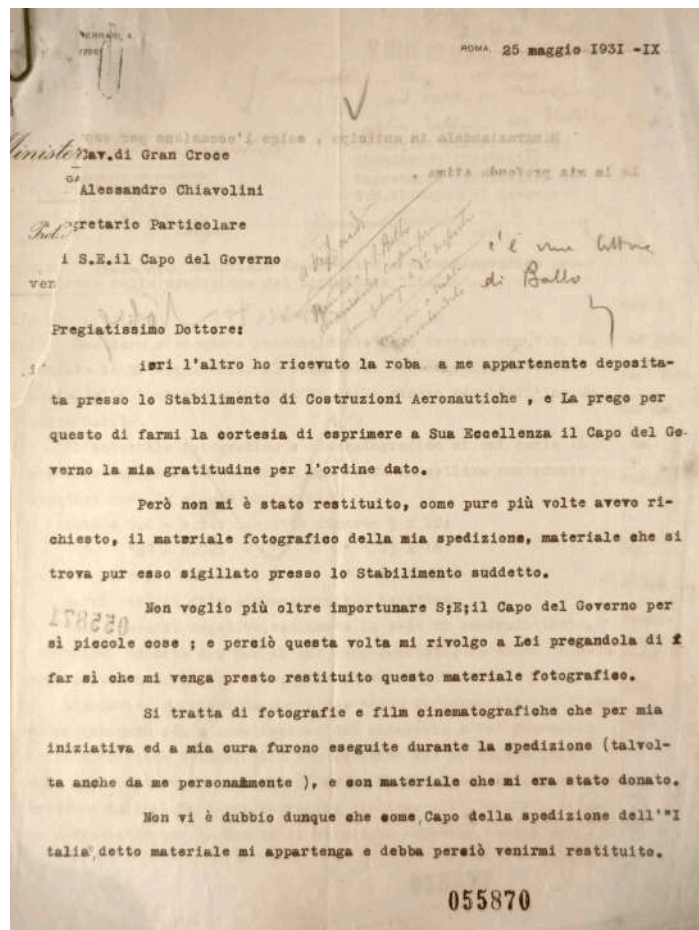 ROMA 25 maggio 1931 -IX
Minister
Cav.di Gran Croce
GA
Alessandro Chiavolini
Prot.
cretario Particolare
i S.E.il Capo del Governo
ven
c'è una lettera
di Balbo
Pregiatissimo Dottore:
ieri l'altro ho ricevuto la roba a me appartenente deposita-
ta presso lo Stabilimento di Costruzioni Aeronautiche , e La prego per
questo di farmi la cortesia di esprimere a Sua Eccellenza il Capo del Go-
verno la mia gratitudine per l'ordine dato.
Però non mi è stato restituito, come pure più volte avevo ri-
chiesto, il materiale fotografico della mia spedizione, materiale che si
trova pur esso sigillato presso lo Stabilimento suddetto.
055871
Non voglio più oltre importunare S;E;il Capo del Governo per
sì piccole cose ; e perciò questa volta mi rivolgo a Lei pregandola di
far sì che mi venga presto restituito questo materiale fotografico.
Si tratta di fotografie e film cinematografiche che per mia
iniziativa ed a mia cura furono eseguite durante la spedizione (talvol-
ta anche da me personalmente ), e con materiale che mi era stato donato.
Non vi è dubbio dunque che come,Capo della spedizione dell'"I
talia",detto materiale mi appartenga e debba perciò venirmi restituito.
055870